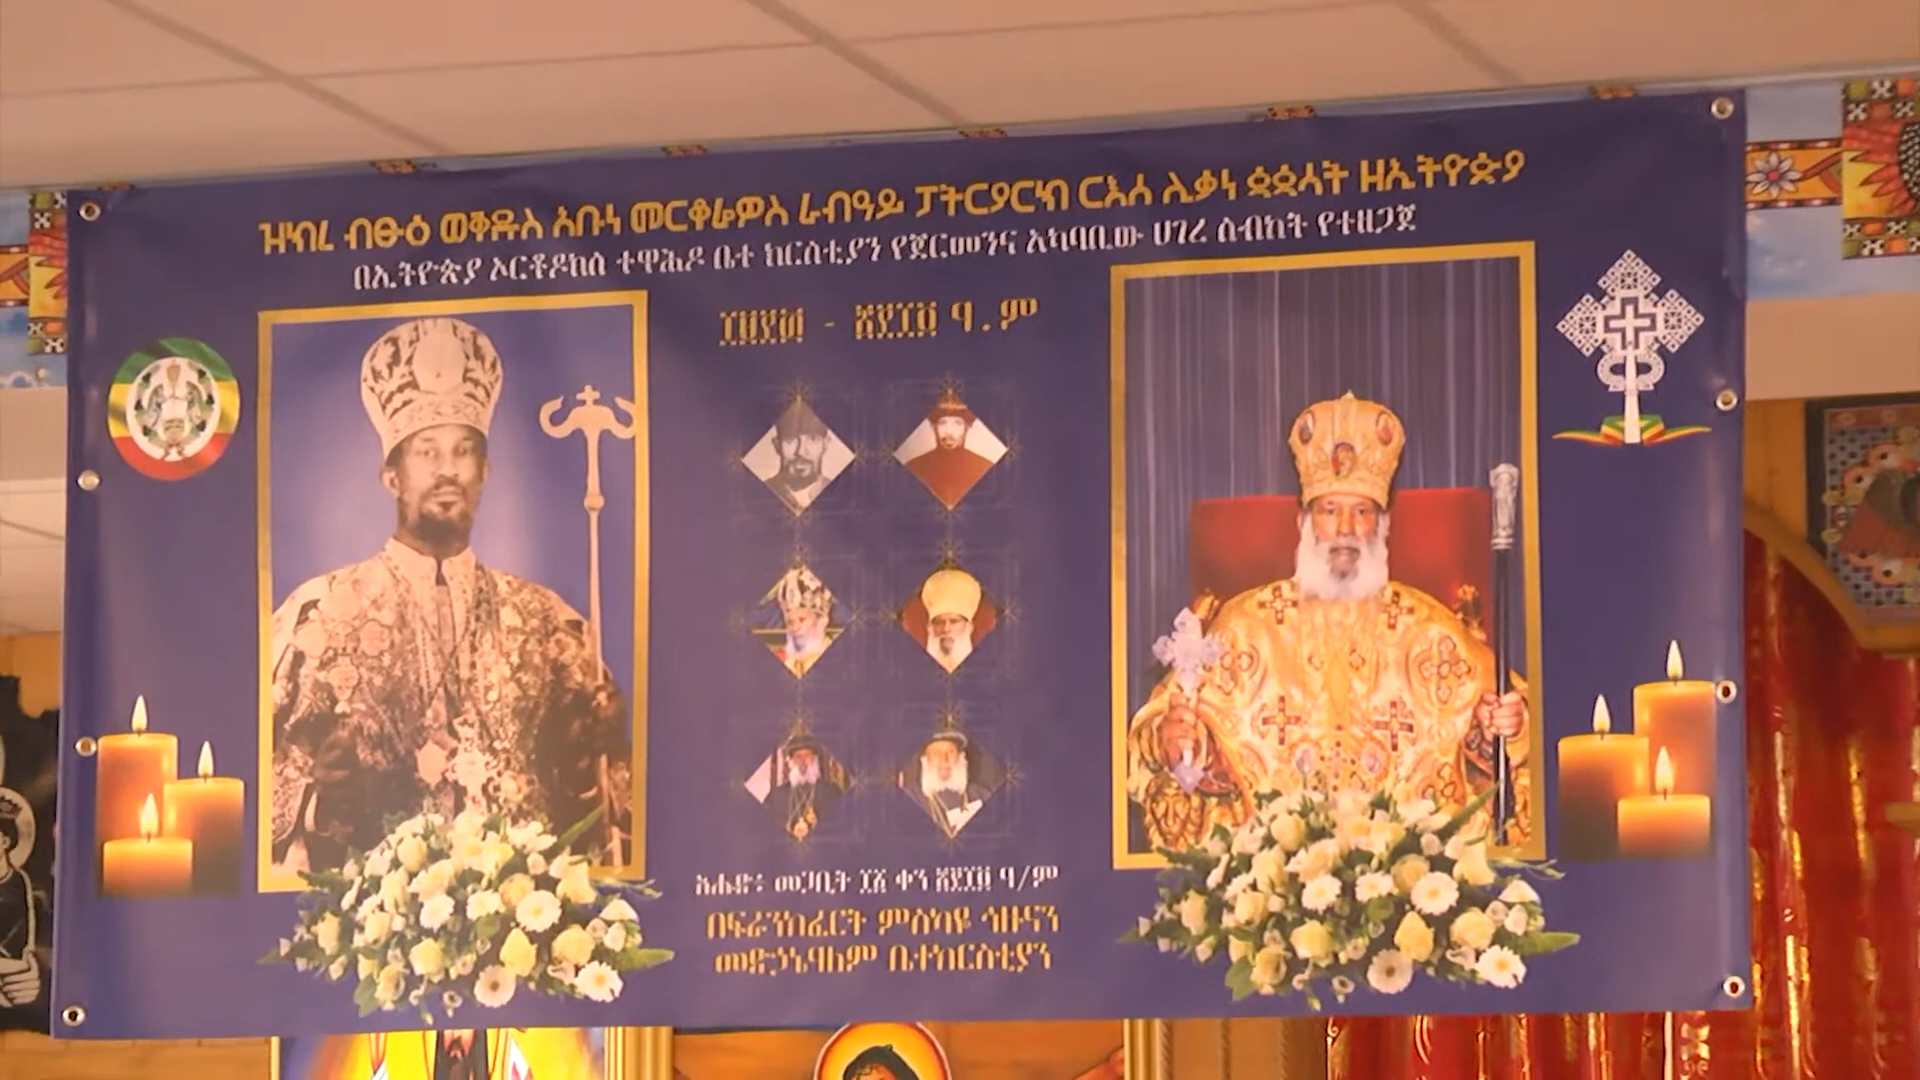 ዝክረ ብፁዕ ወቅዱስ አቡነ መርቆሬዎስ ራብዓይ ፓትርያርክ ርእሰ ሊቃነ ጳጳሳት ዘኢትዮጵያ
በኢትዮጵያ ኦርቶዶክስ ተዋሕዶ ቤተ ክርስቲያን የጀርመንና አካባቢው ሀገረ ስብከት የተዘጋጀ
፲፱፻፴ - ፳፻፲፬ ዓ.ም
እሑድ፥ መጋቢት ፲፰ ቀን ፳፻፲፬ ዓ/ም
በፍራንክፈርት ምስካዬ ኅዙናን
መድኃኔዓለም ቤተክርስቲያን